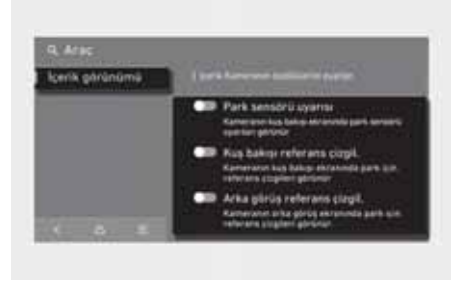 Araç
İçerik görünümü
Park sensörü uyarısı
Kameranın kuş bakışı ekranında park sensörü
uyarıları görünür
Kuş bakışı referans çizgil.
Kameranın kuş bakışı ekranında park için
referans çizgileri görünür
Arka görüş referans çizgil.
Kameranın arka görüş ekranında park için
referans çizgileri görünür